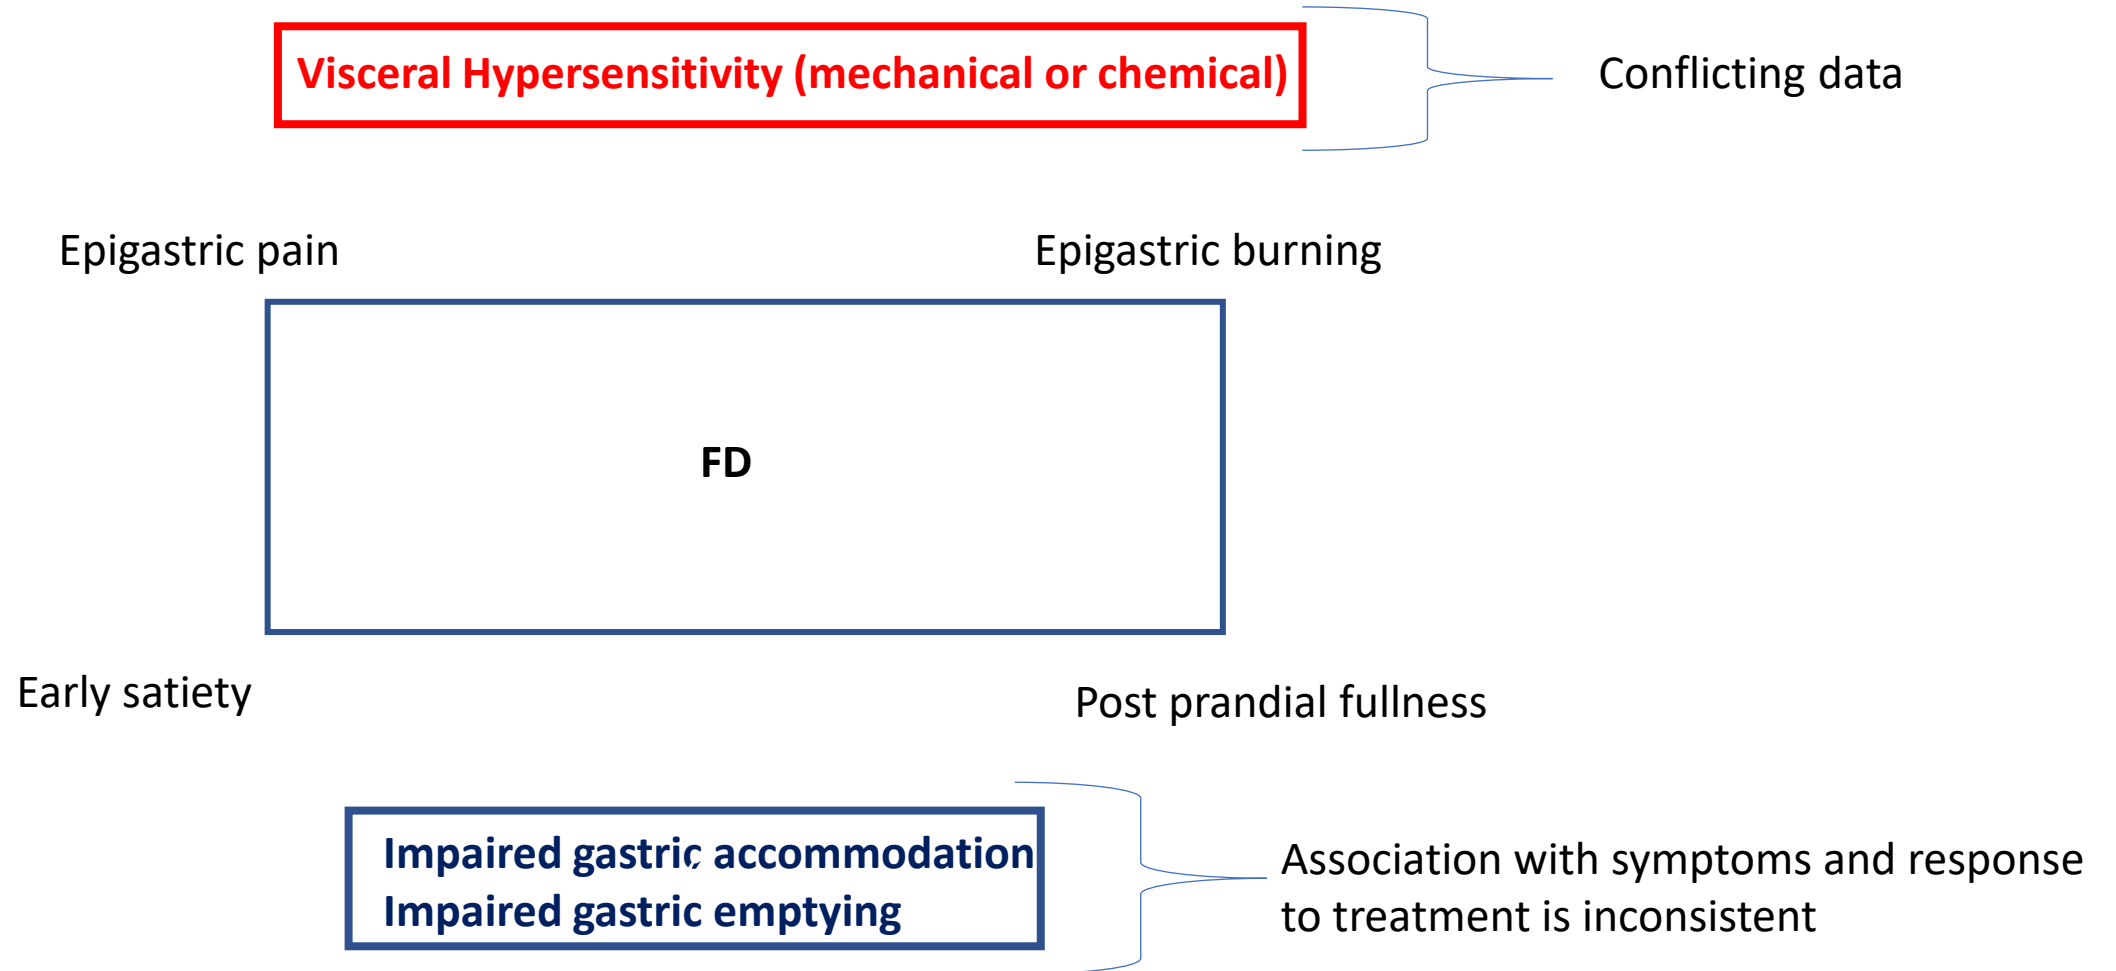 Visceral Hypersensitivity (mechanical or chemical)
Conflicting data
Epigastric pain
Epigastric burning
FD
Early satiety
Post prandial fullness
Impaired gastric accommodation
Impaired gastric emptying
Association with symptoms and response
to treatment is inconsistent